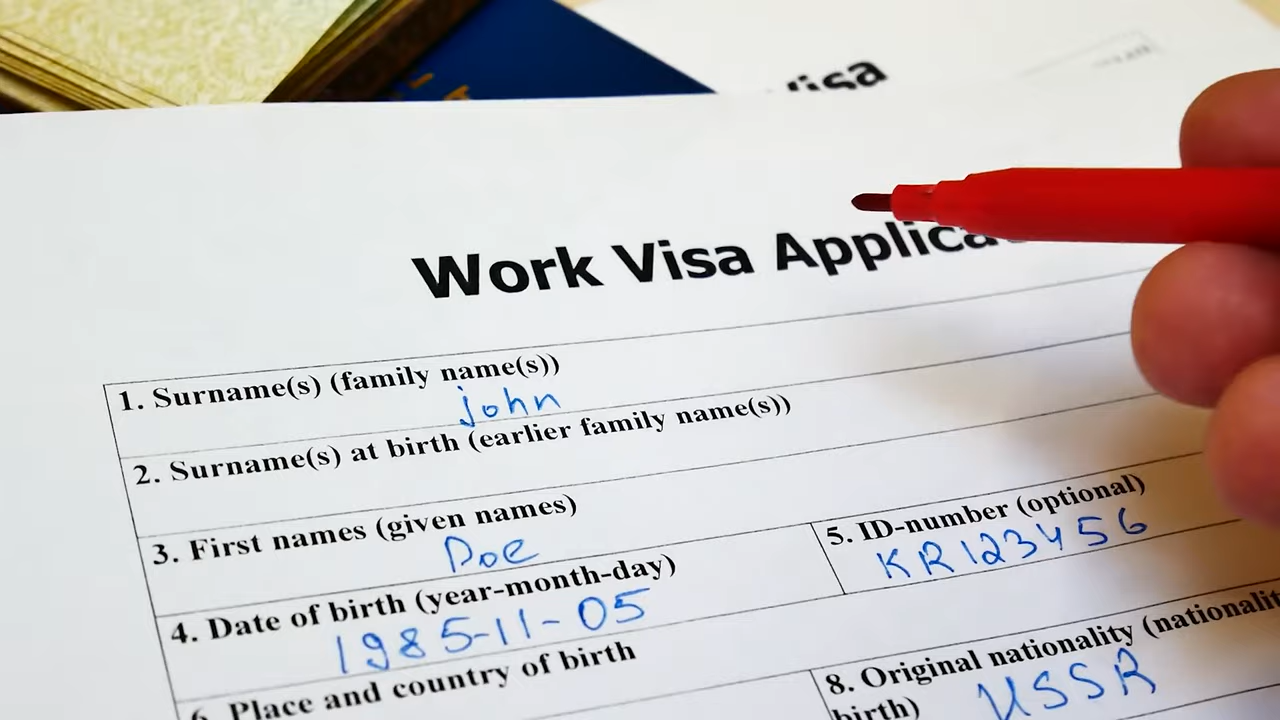 Visa
Work Visa Applica
1. Surname(s) (family name(s))
john
2. Surname(s) at birth (earlier family name(s))
3. First names (given names)
Doe
5. ID-number (optional)
KR123456
4. Date of birth (year-month-day)
1985-11-05
6. Place and country of birth
8. Original nationality (nationalit
birth)
USSR